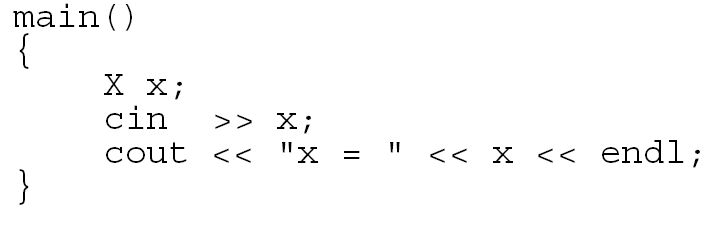 main()
{
     X x;
     cin  >> x;
     cout << "x = " << x << endl;
}